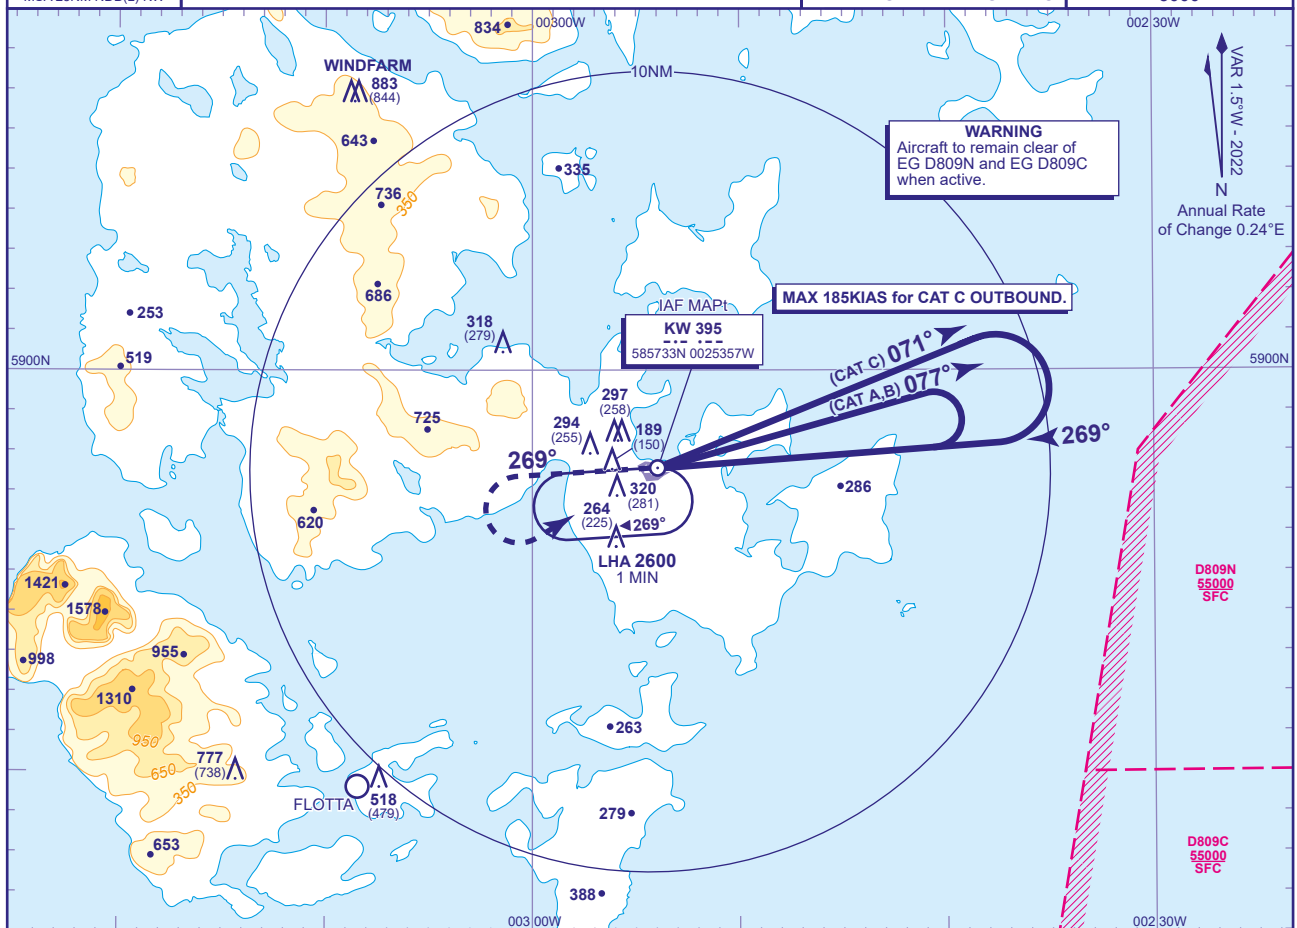 00300W
00230W
834
WINDFARM
883
(844)
10NM
643
335
736
350
686
WARNING
Aircraft to remain clear of
EG D809N and EG D809C
when active.
VAR 1.5°W - 2022
N
Annual Rate
of Change 0.24°E
253
519
318
(279)
IAF MAPt
KW 395
585733N 0025357W
MAX 185KIAS for CAT C OUTBOUND.
5900N
5900N
(CAT C) 071°
(CAT A,B) 077°
269°
725
297
(258)
294
(255)
189
(150)
269°
320
(281)
264
(225)
269°
LHA 2600
1 MIN
286
620
1421
1578
998
955
1310
950
650
350
777
(738)
653
FLOTTA
518
(479)
263
279
388
D809N
55000
SFC
D809C
55000
SFC
003 00W
002 30W